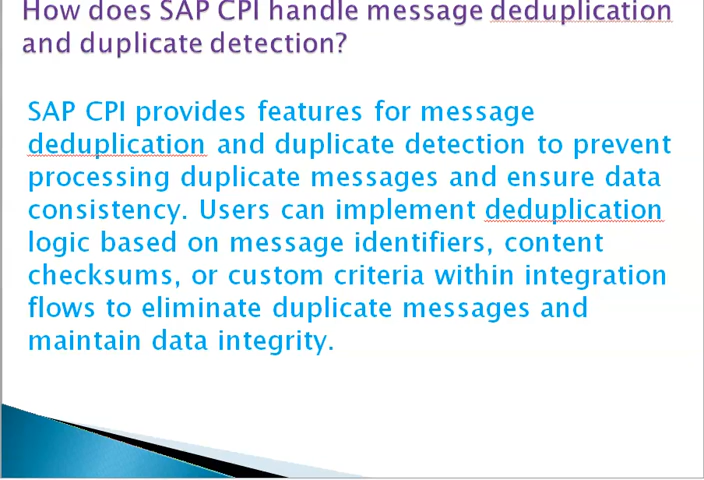 How does SAP CPI handle message deduplication
and duplicate detection?
SAP CPI provides features for message
deduplication and duplicate detection to prevent
processing duplicate messages and ensure data
consistency. Users can implement deduplication
logic based on message identifiers, content
checksums, or custom criteria within integration
flows to eliminate duplicate messages and
maintain data integrity.